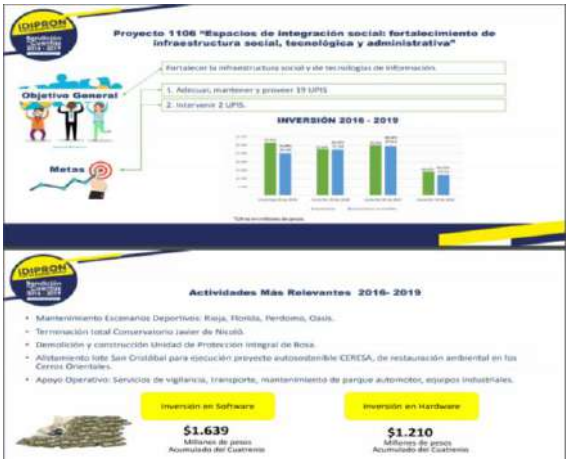 IDIPRON
Rendición
de Cuentas
2016 - 2019
Proyecto 1106 "Espacios de integración social: fortalecimiento de
infraestructura social, tecnológica y administrativa"
Fortalecer la infraestructura social y de tecnologías de información.
Objetivo General
1. Adecuar, mantener y proveer 19 UPIS
2. Intervenir 2 UPIS.
INVERSIÓN 2016 - 2019
Metas
IDIPRON
Rendición
de Cuentas
2016 - 2019
Actividades Más Relevantes 2016- 2019
• Mantenimiento Escenarios Deportivos: Rioja, Florida, Perdomo, Oasis.
• Terminación total Conservatorio Javier de Nicoló.
• Demolición y construcción Unidad de Protección Integral de Bosa.
• Alistamiento lote San Cristóbal para ejecución proyecto autosostenible CERESA, de restauración ambiental en los
Cerros Orientales.
• Apoyo Operativo: Servicios de vigilancia, transporte, mantenimiento de parque automotor, equipos industriales.
Inversión en Software
Inversión en Hardware
$1.639
Millones de pesos
Acumulado del Cuatrenio
$1.210
Millones de pesos
Acumulado del Cuatrenio